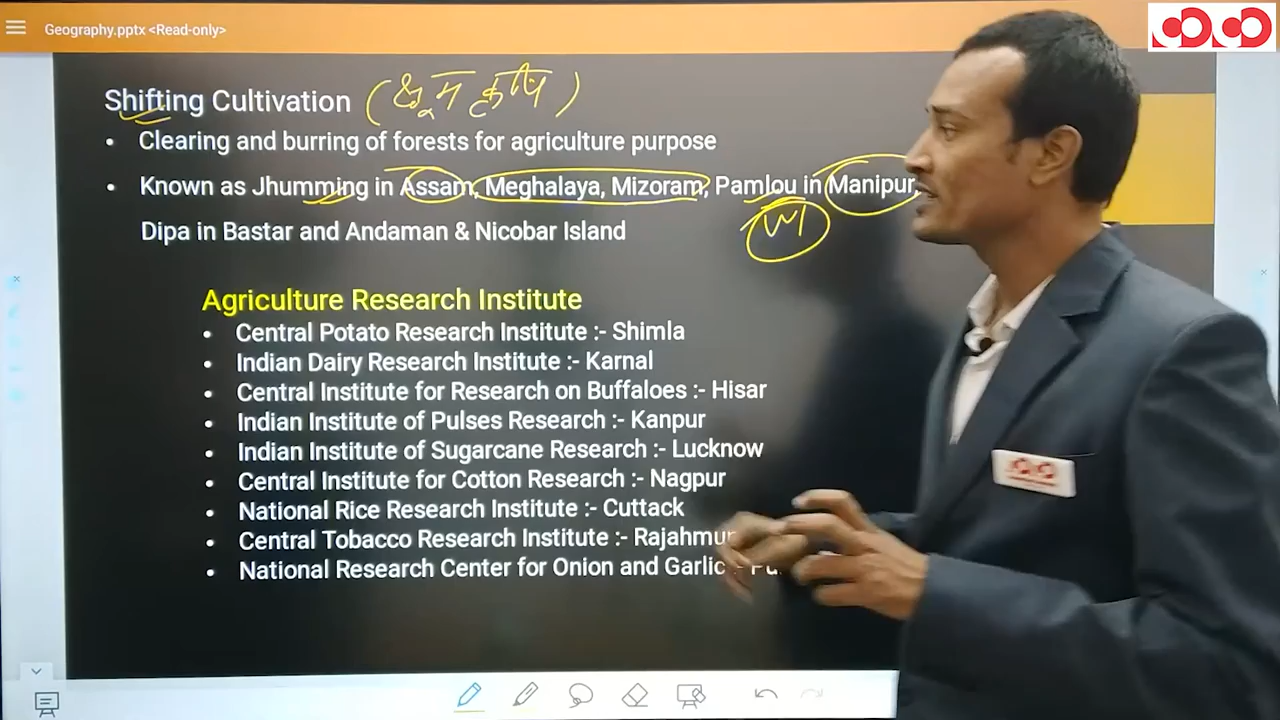 Geography.pptx <Read-only>
Shifting Cultivation
Clearing and burring of forests for agriculture purpose
Known as Jhumming in Assam, Meghalaya, Mizoram, Pamlou in Manipur,
Dipa in Bastar and Andaman & Nicobar Island
Agriculture Research Institute
Central Potato Research Institute :- Shimla
Indian Dairy Research Institute :- Karnal
Central Institute for Research on Buffaloes :- Hisar
Indian Institute of Pulses Research :- Kanpur
Indian Institute of Sugarcane Research :- Lucknow
Central Institute for Cotton Research :- Nagpur
National Rice Research Institute :- Cuttack
Central Tobacco Research Institute :-
National Research Center for Onion and Garlic